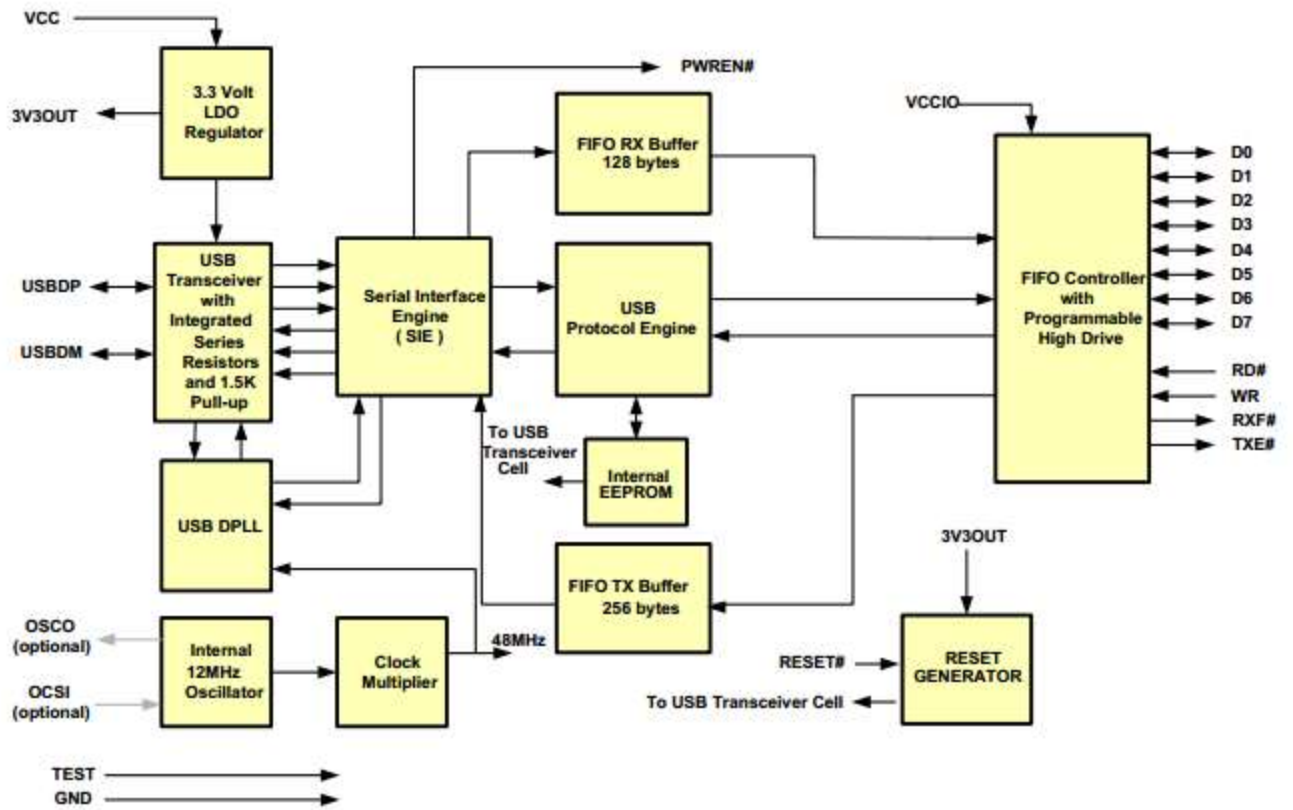 VCC
3.3 Volt
LDO
Regulator
3V3OUT
PWREN#
FIFO RX Buffer
128 bytes
VCCIO
FIFO Controller
with
Programmable
High Drive
D0
D1
D2
D3
D4
D5
D6
D7
RD#
WR
RXF#
TXE#
USBDP
USBDM
USB
Transceiver
with
Integrated
Series
Resistors
and 1.5K
Pull-up
Serial Interface
Engine
( SIE )
USB
Protocol Engine
To USB
Transceiver
Cell
Internal
EEPROM
USB DPLL
FIFO TX Buffer
256 bytes
3V3OUT
OSCO
(optional)
OCSI
(optional)
Internal
12MHz
Oscillator
Clock
Multiplier
48MHz
RESET#
RESET
GENERATOR
To USB Transceiver Cell
TEST
GND